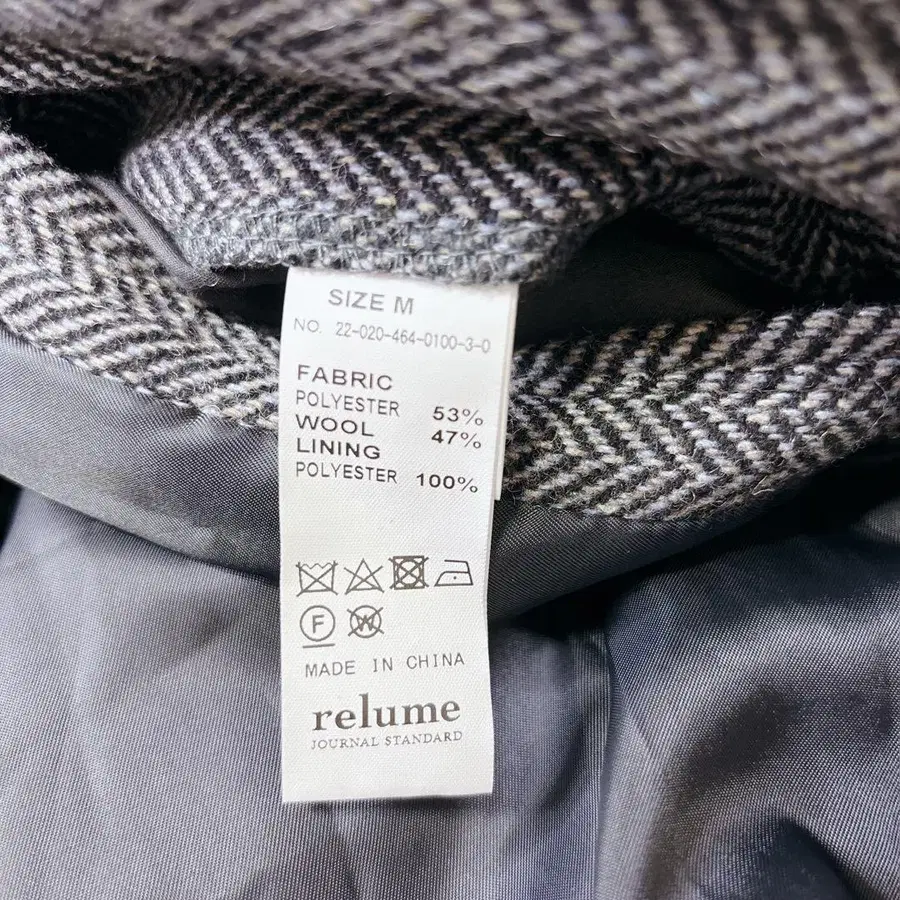 SIZE M
NO. 22-020-464-0100-3-0
FABRIC
POLYESTER 53%
WOOL 47%
LINING
POLYESTER 100%
F W
MADE IN CHINA
relume
JOURNAL STANDARD